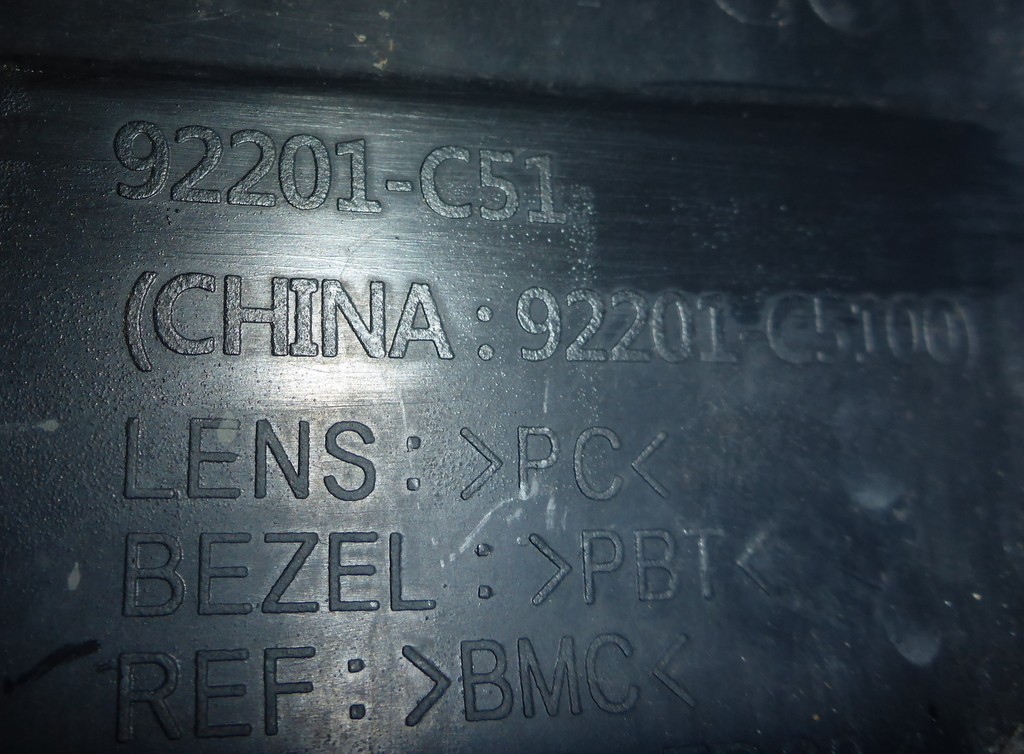 92201-C51
(CHINA : 92201-C5100)
LENS : >PC<
BEZEL : >PBT<
REF : >BMC<